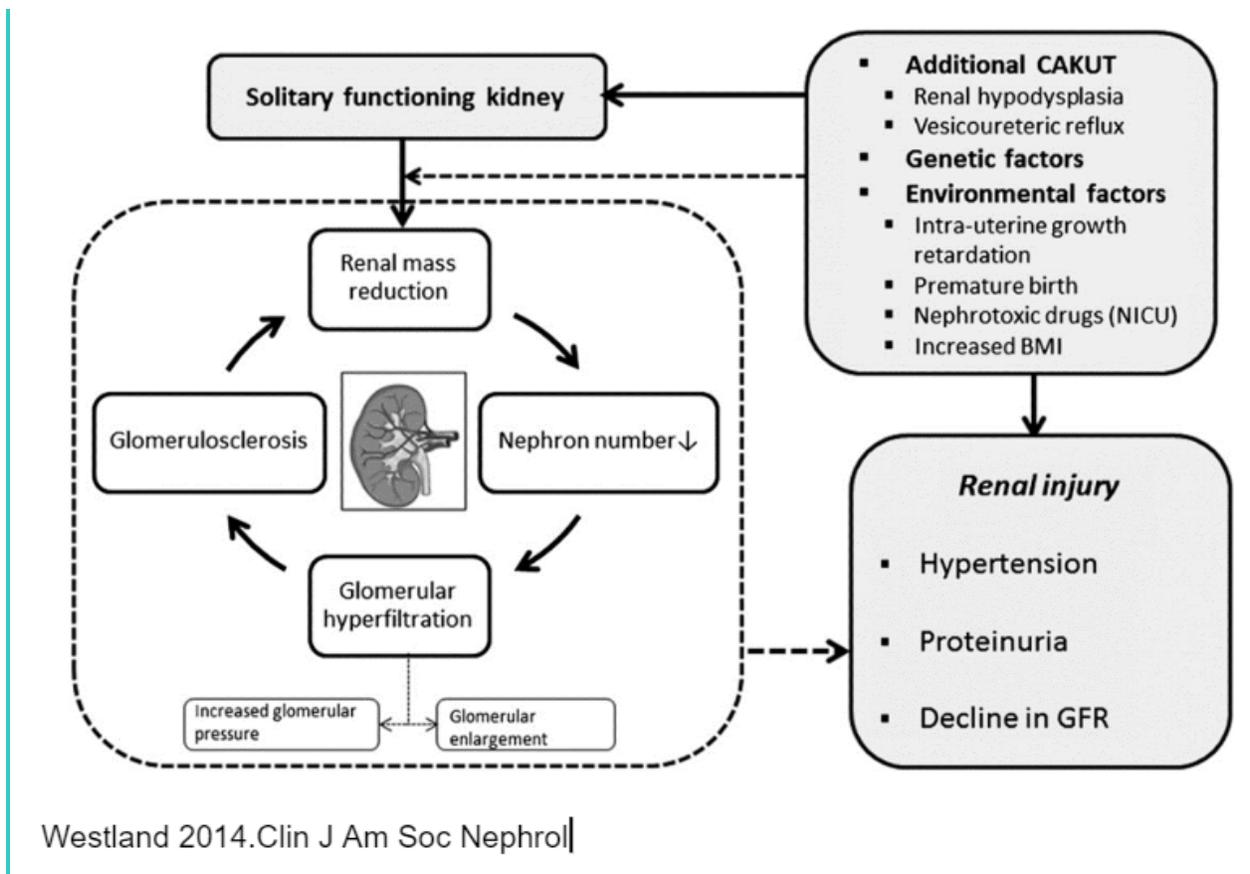 Solitary functioning kidney
▪ Additional CAKUT
▪ Renal hypodysplasia
▪ Vesicoureteric reflux
▪ Genetic factors
▪ Environmental factors
▪ Intra-uterine growth
retardation
▪ Premature birth
▪ Nephrotoxic drugs (NICU)
▪ Increased BMI
Renal mass
reduction
Nephron number↓
Glomerular
hyperfiltration
Glomerulosclerosis
Increased glomerular
pressure
Glomerular
enlargement
Renal injury
▪ Hypertension
▪ Proteinuria
▪ Decline in GFR
Westland 2014.Clin J Am Soc Nephrol